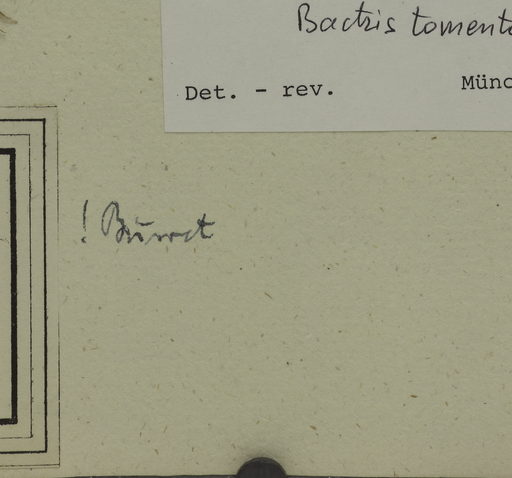 Bactris tomento
Det. - rev. Münc
! Burret